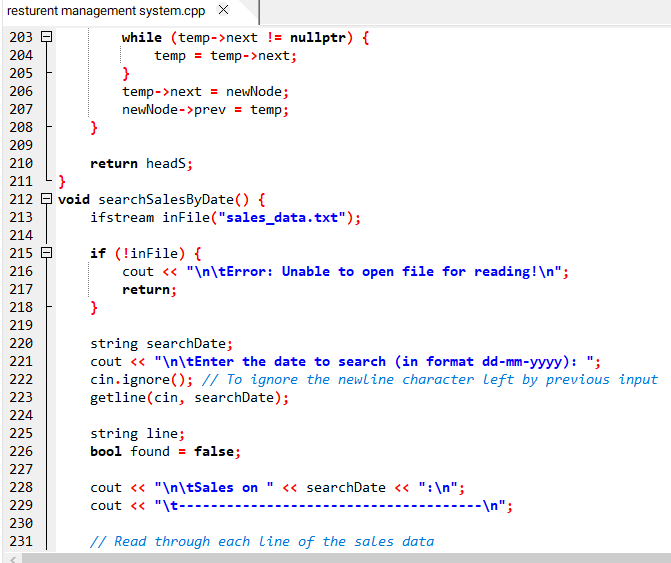 resturent management system.cpp ×
203 while (temp->next != nullptr) {
204 temp = temp->next;
205 }
206 temp->next = newNode;
207 newNode->prev = temp;
208 }
209
210 return headS;
211 }
212 void searchSalesByDate() {
213 ifstream inFile("sales_data.txt");
214
215 if (!inFile) {
216 cout << "\n\tError: Unable to open file for reading!\n";
217 return;
218 }
219
220 string searchDate;
221 cout << "\n\tEnter the date to search (in format dd-mm-yyyy): ";
222 cin.ignore(); // To ignore the newline character left by previous input
223 getline(cin, searchDate);
224
225 string line;
226 bool found = false;
227
228 cout << "\n\tSales on " << searchDate << ":\n";
229 cout << "\t--------------------------------------\n";
230
231 // Read through each line of the sales data